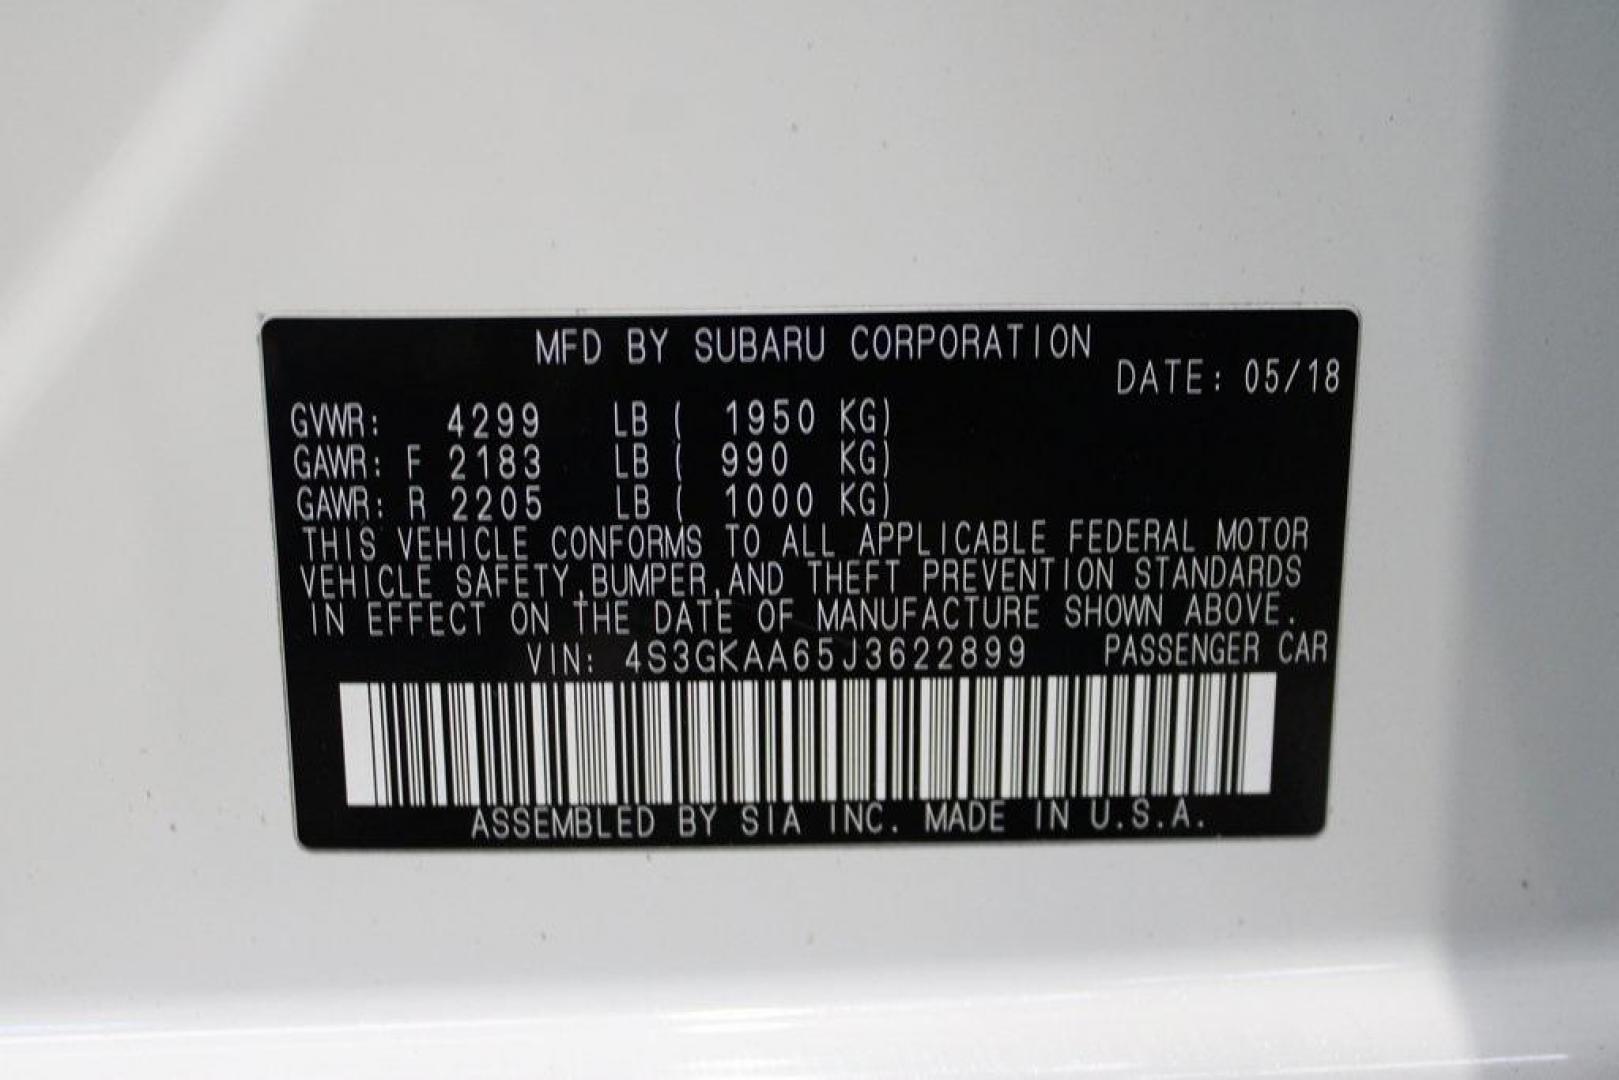 MFD BY SUBARU CORPORATION
DATE: 05/18
GVWR: 4299 LB ( 1950 KG)
GAWR: F 2183 LB ( 990 KG)
GAWR: R 2205 LB ( 1000 KG)
THIS VEHICLE CONFORMS TO ALL APPLICABLE FEDERAL MOTOR
VEHICLE SAFETY,BUMPER,AND THEFT PREVENTION STANDARDS
IN EFFECT ON THE DATE OF MANUFACTURE SHOWN ABOVE.
VIN: 4S3GKAA65J3622899 PASSENGER CAR
ASSEMBLED BY SIA INC. MADE IN U.S.A.